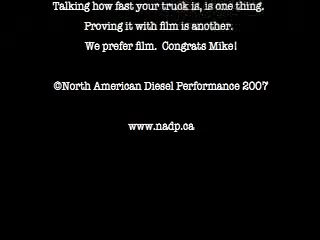 Talking how fast your truck is, is one thing.
Proving it with film is another.
We prefer film. Congrats Mike!
©North American Diesel Performance 2007
www.nadp.ca